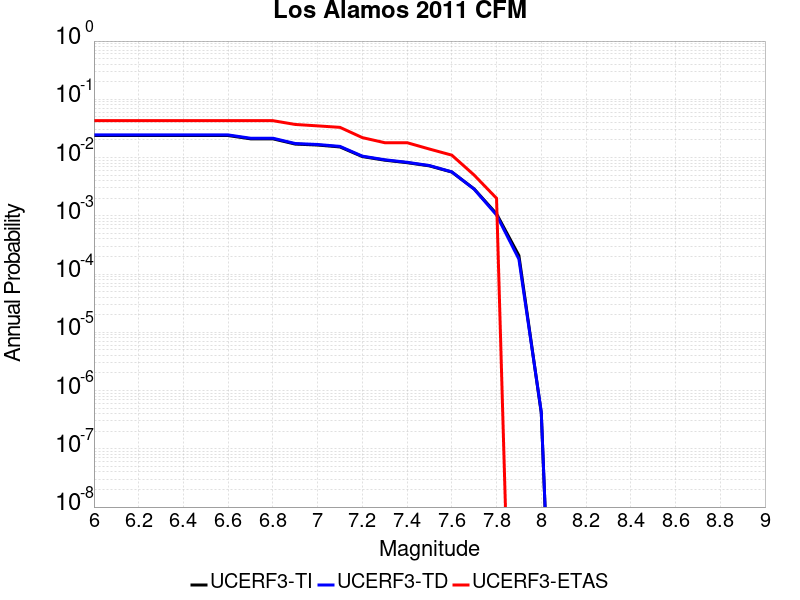 Los Alamos 2011 CFM
10^0
10^-1
10^-2
10^-3
10^-4
10^-5
10^-6
10^-7
10^-8
Annual Probability
6 6.2 6.4 6.6 6.8 7 7.2 7.4 7.6 7.8 8 8.2 8.4 8.6 8.8 9
Magnitude
UCERF3-TI UCERF3-TD UCERF3-ETAS